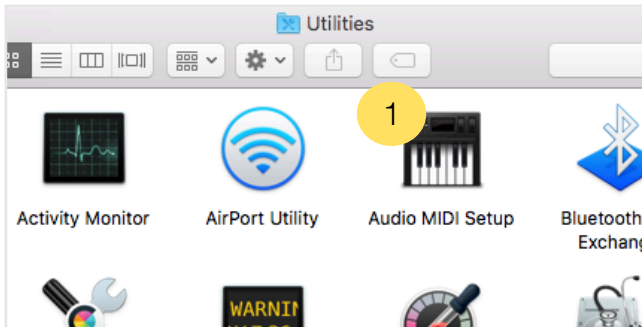 Utilities
1
Activity Monitor
AirPort Utility
Audio MIDI Setup
Bluetooth
Exchang
WARNIN